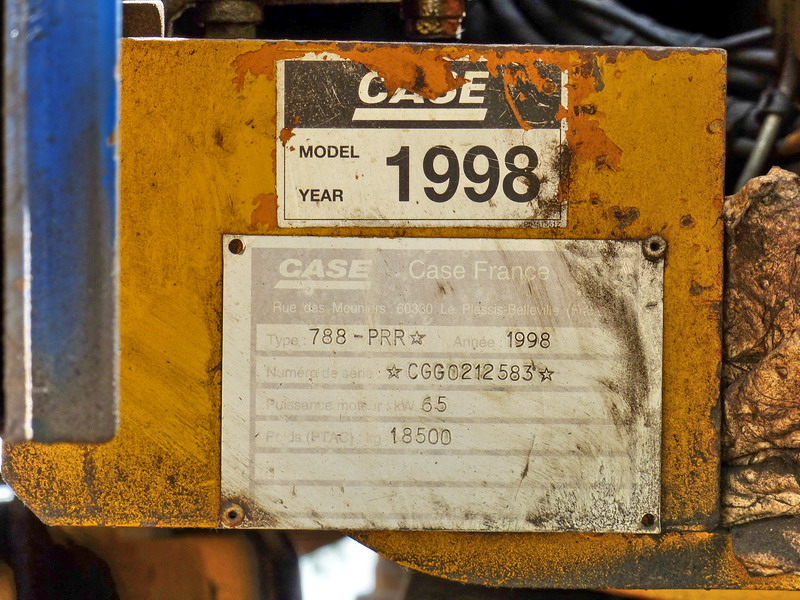 CASE
MODEL
YEAR
1998
CASE Case France
Rue des Meuniers 60330 Le Plessis-Belleville
Type : 788-PRR☆ Année : 1998
Numéro de série : ☆CGG0212583☆
Puissance moteur : kW 65
Poids (PTAC) : kg 18500